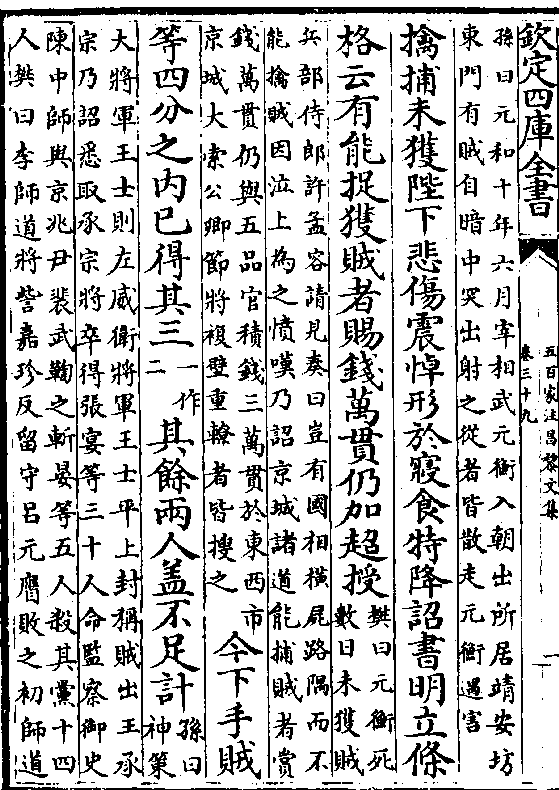 欽定四庫全書
五百家注昌黎文集
卷三十九
一
孫曰元和十年六月宰相武元衡入朝出所居靖安坊
東門有賊自暗中突出射之從者皆散走元衡遇害
擒捕未獲陛下悲傷震悼形於寢食特降詔書明立條
格云有能捉獲賊者賜錢萬貫仍加超授
樊曰元衡死
數日未獲賊
兵部侍郎許孟容請見奏曰豈有國相横屍路隅而不
能擒賊因泣上為之憤嘆乃詔京城諸道能捕賊者賞
錢萬貫仍與五品官積錢三萬貫於東西市
京城大索公卿節將複壁重轑者皆搜之
今下手賊
等四分之内已得其三
一作
二
其餘兩人盖不足計
孫曰
神策
大將軍王士則左威衛將軍王士平上封稱賊出王承
宗乃詔悉取承宗將卒得張宴等三十人命監察御史
陳中師與京兆尹裴武鞫之斬晏等五人殺其黨十四
人樊曰李師道將訾嘉珍反留守吕元膺敗之初師道